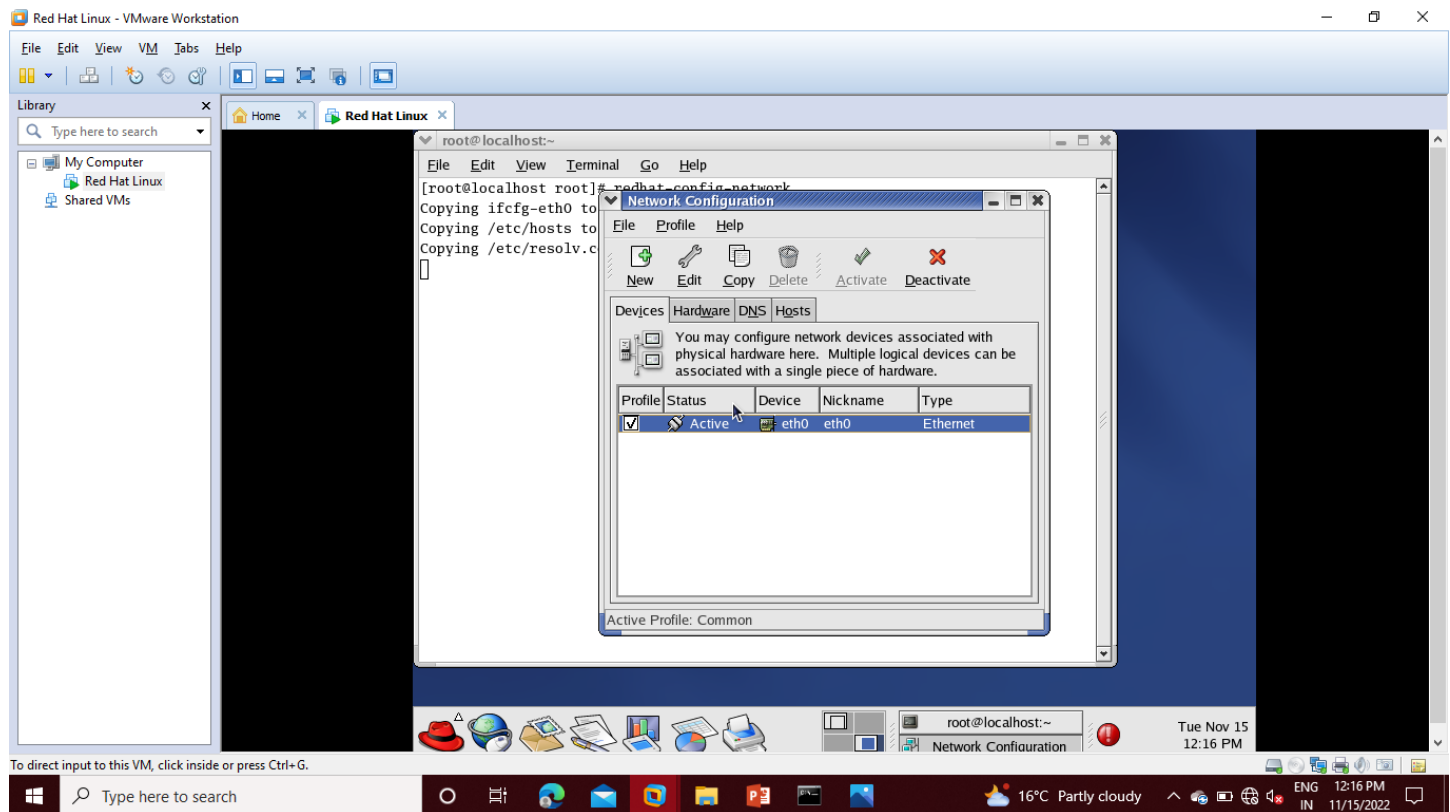 Red Hat Linux - VMware Workstation
File Edit View VM Tabs Help
Library
Type here to search
My Computer
Red Hat Linux
Shared VMs
Home
Red Hat Linux
root@localhost:~
File Edit View Terminal Go Help
[root@localhost root]# redhat-config-network
Copying ifcfg-eth0 to
Copying /etc/hosts to
Copying /etc/resolv.c
Network Configuration
File Profile Help
New Edit Copy Delete Activate Deactivate
Devices Hardware DNS Hosts
You may configure network devices associated with
physical hardware here. Multiple logical devices can be
associated with a single piece of hardware.
Profile Status Device Nickname Type
Active eth0 eth0 Ethernet
Active Profile: Common
root@localhost:~
Network Configuration
Tue Nov 15
12:16 PM
To direct input to this VM, click inside or press Ctrl+G.
Type here to search
16°C Partly cloudy
ENG
IN
12:16 PM
11/15/2022